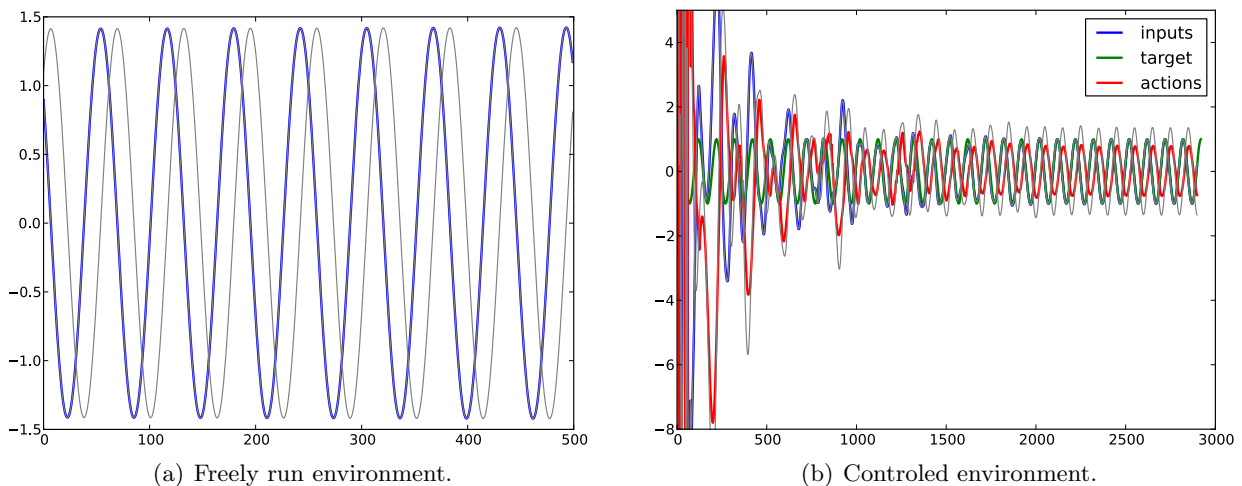 1.5
1.0
0.5
0.0
−0.5
−1.0
−1.5
0 100 200 300 400 500
(a) Freely run environment.
4
2
0
−2
−4
−6
−8
0 500 1000 1500 2000 2500 3000
inputs
target
actions
(b) Controled environment.